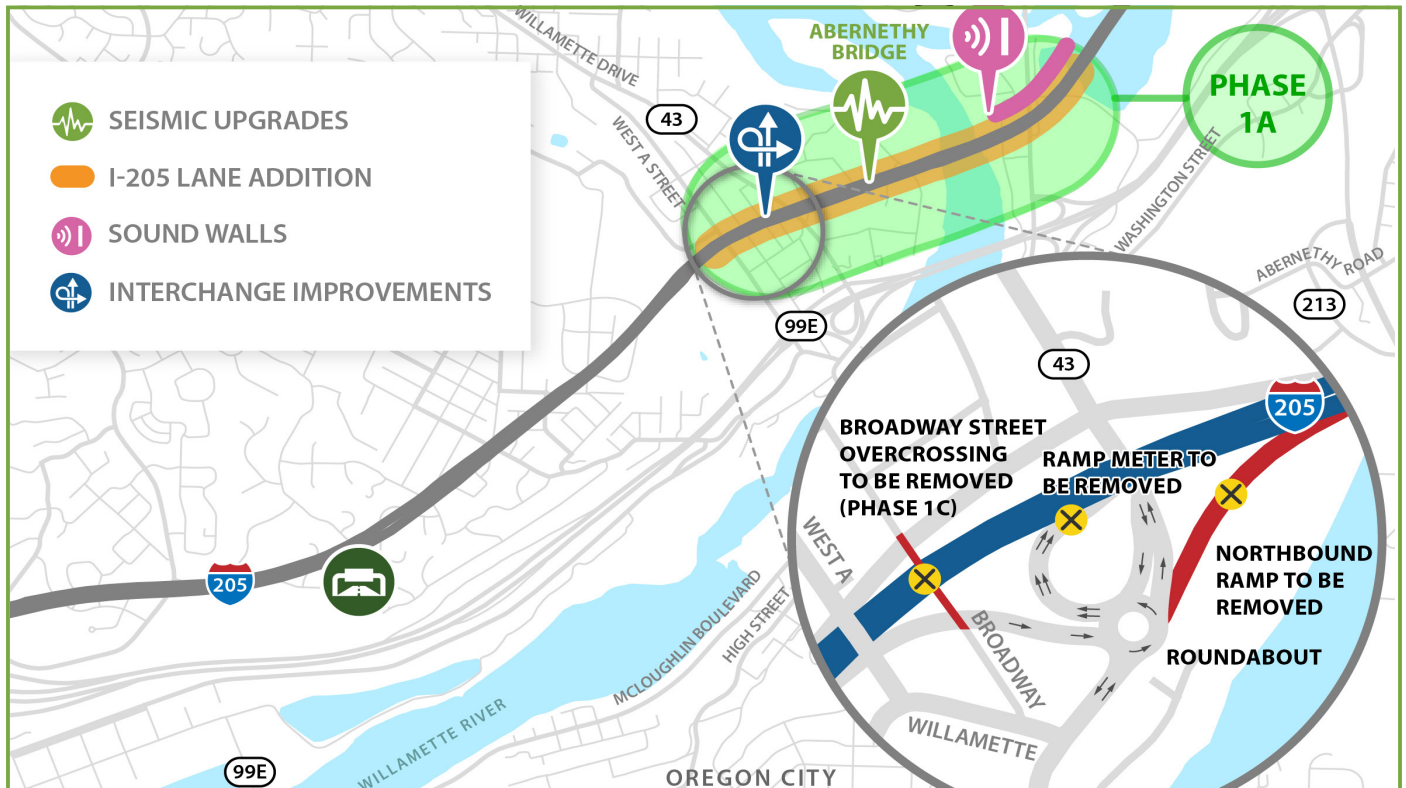 WILLAMETTE DRIVE
ABERNETHY
BRIDGE
PHASE
1A
SEISMIC UPGRADES
43
I-205 LANE ADDITION
WEST A STREET
SOUND WALLS
WASHINGTON STREET
INTERCHANGE IMPROVEMENTS
ABERNETHY ROAD
213
99E
43
205
BROADWAY STREET
OVERCROSSING
TO BE REMOVED
(PHASE 1C)
RAMP METER TO
BE REMOVED
WEST A
NORTHBOUND
RAMP TO BE
REMOVED
205
BROADWAY
ROUNDABOUT
HIGH STREET
MCLOUGHLIN BOULEVARD
WILLAMETTE
WILLAMETTE RIVER
99E
OREGON CITY